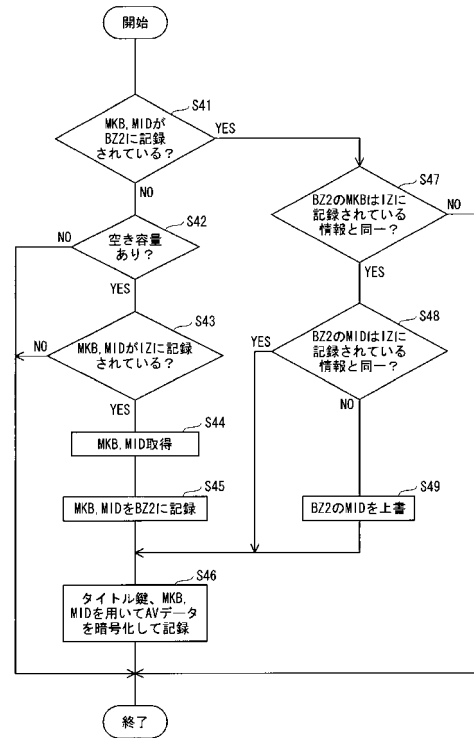 開始
S41
MKB,MIDが
BZ2に記録
されている？
YES
NO
S47
BZ2のMKBはIZに
記録されている
情報と同一？
NO
YES
S42
空き容量
あり？
NO
YES
S43
MKB,MIDがIZに記録
されている？
NO
YES
S48
BZ2のMIDはIZに
記録されている
情報と同一？
YES
NO
S44
MKB,MID取得
S45
MKB,MIDをBZ2に記録
S49
BZ2のMIDを上書
S46
タイトル鍵、MKB,
MIDを用いてAVデータ
を暗号化して記録
終了